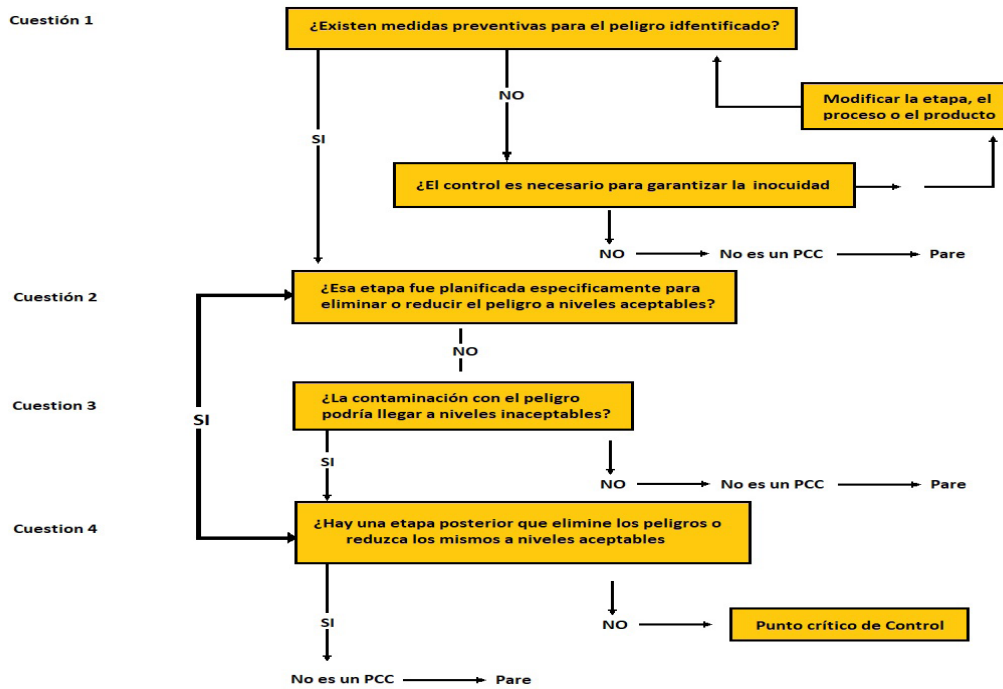 Cuestión 1
¿Existen medidas preventivas para el peligro idfentificado?
NO
SI
Modificar la etapa, el
proceso o el producto
¿El control es necesario para garantizar la inocuidad
NO
No es un PCC
Pare
Cuestión 2
¿Esa etapa fue planificada especificamente para
eliminar o reducir el peligro a niveles aceptables?
NO
Cuestion 3
¿La contaminación con el peligro
podría llegar a niveles inaceptables?
SI
SI
NO
No es un PCC
Pare
Cuestion 4
¿Hay una etapa posterior que elimine los peligros o
reduzca los mismos a niveles aceptables
SI
NO
Punto crítico de Control
No es un PCC
Pare